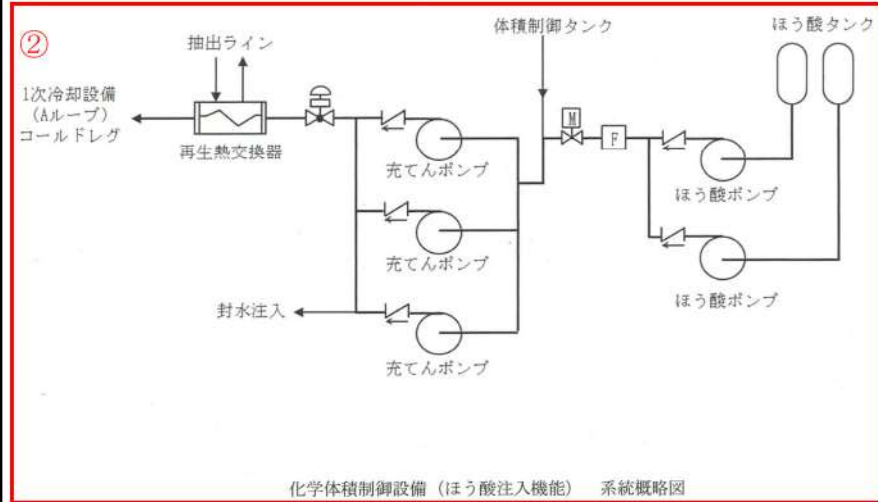 ②
抽出ライン
体積制御タンク
ほう酸タンク
1次冷却設備
(Aループ)
コールドレグ
再生熱交換器
M
F
充てんポンプ
ほう酸ポンプ
充てんポンプ
ほう酸ポンプ
封水注入
充てんポンプ
化学体積制御設備(ほう酸注入機能) 系統概略図